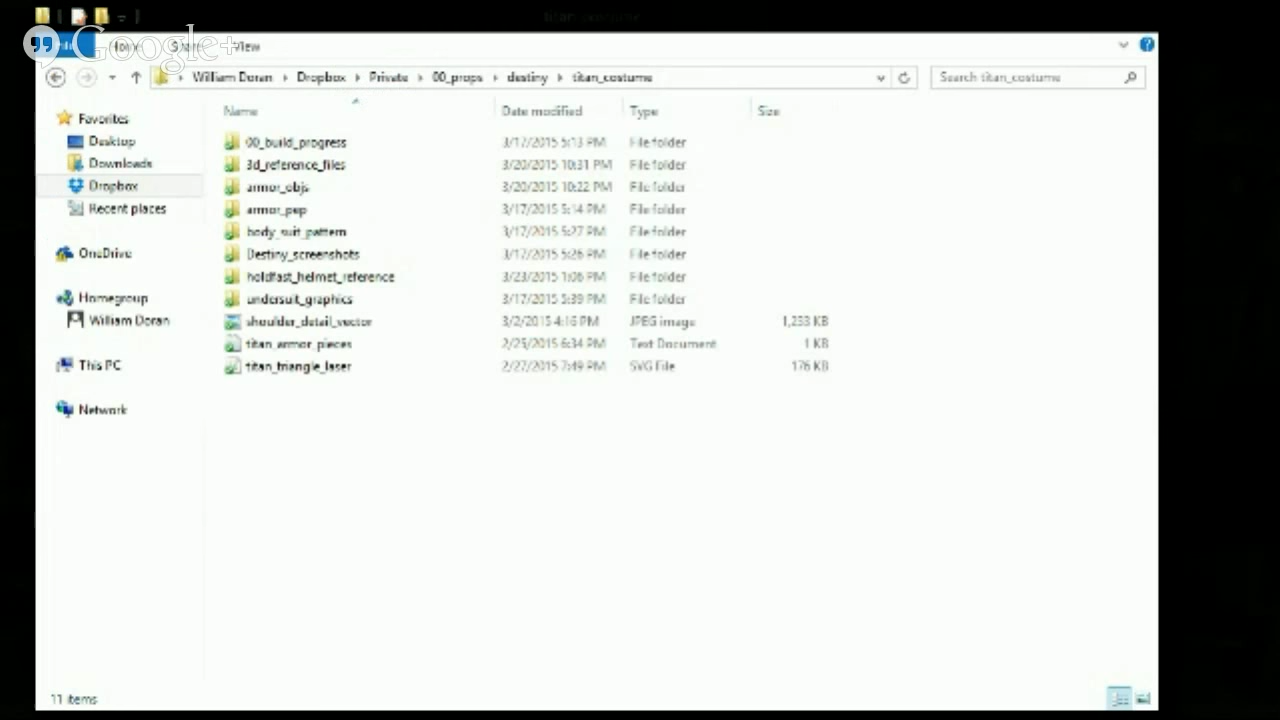 titan_costume
Google+
File Home Share View
William Doran Dropbox Private 00_props destiny titan_costume Search titan_costume
Name Date modified Type Size
Favorites
Desktop
Downloads
Dropbox
Recent places
OneDrive
Homegroup
William Doran
This PC
Network
00_build_progress 3/17/2015 5:13 PM File folder
3d_reference_files 3/20/2015 10:31 PM File folder
armor_objs 3/20/2015 10:22 PM File folder
armor_pep 3/17/2015 5:14 PM File folder
body_suit_pattern 3/17/2015 5:27 PM File folder
Destiny_screenshots 3/17/2015 5:26 PM File folder
holdfast_helmet_reference 3/23/2015 1:06 PM File folder
undersuit_graphics 3/17/2015 5:39 PM File folder
shoulder_detail_vector 3/2/2015 4:16 PM JPEG image 1,233 KB
titan_armor_pieces 2/25/2015 6:34 PM Text Document 1 KB
titan_triangle_laser 2/27/2015 7:49 PM SVG File 176 KB
11 items